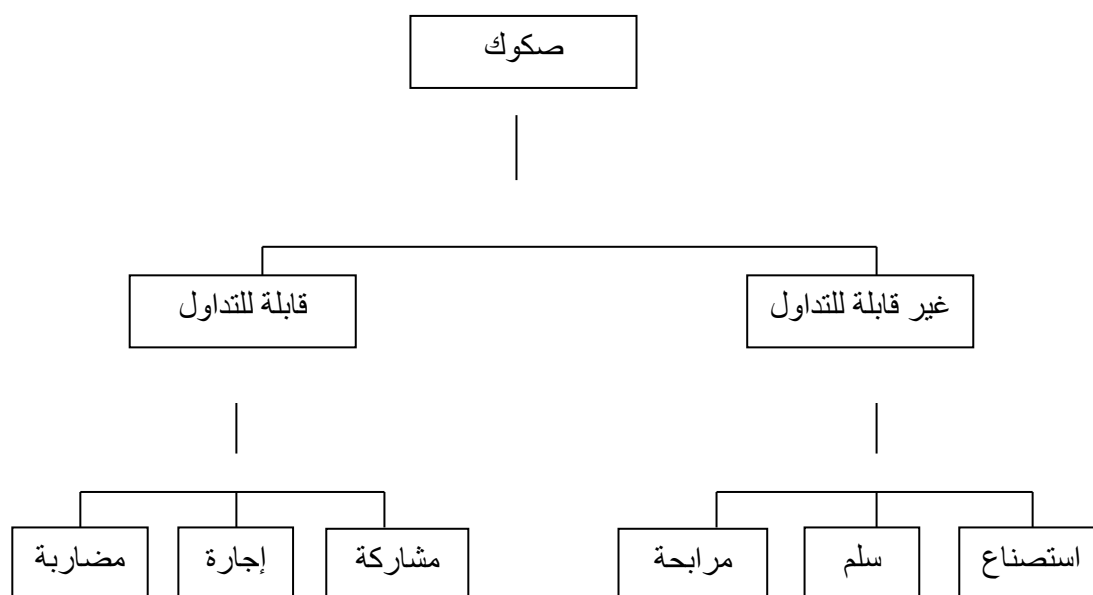 صكوك
غير قابلة للتداول
قابلة للتداول
استصناع
سلم
مرابحة
مشاركة
إجارة
مضاربة